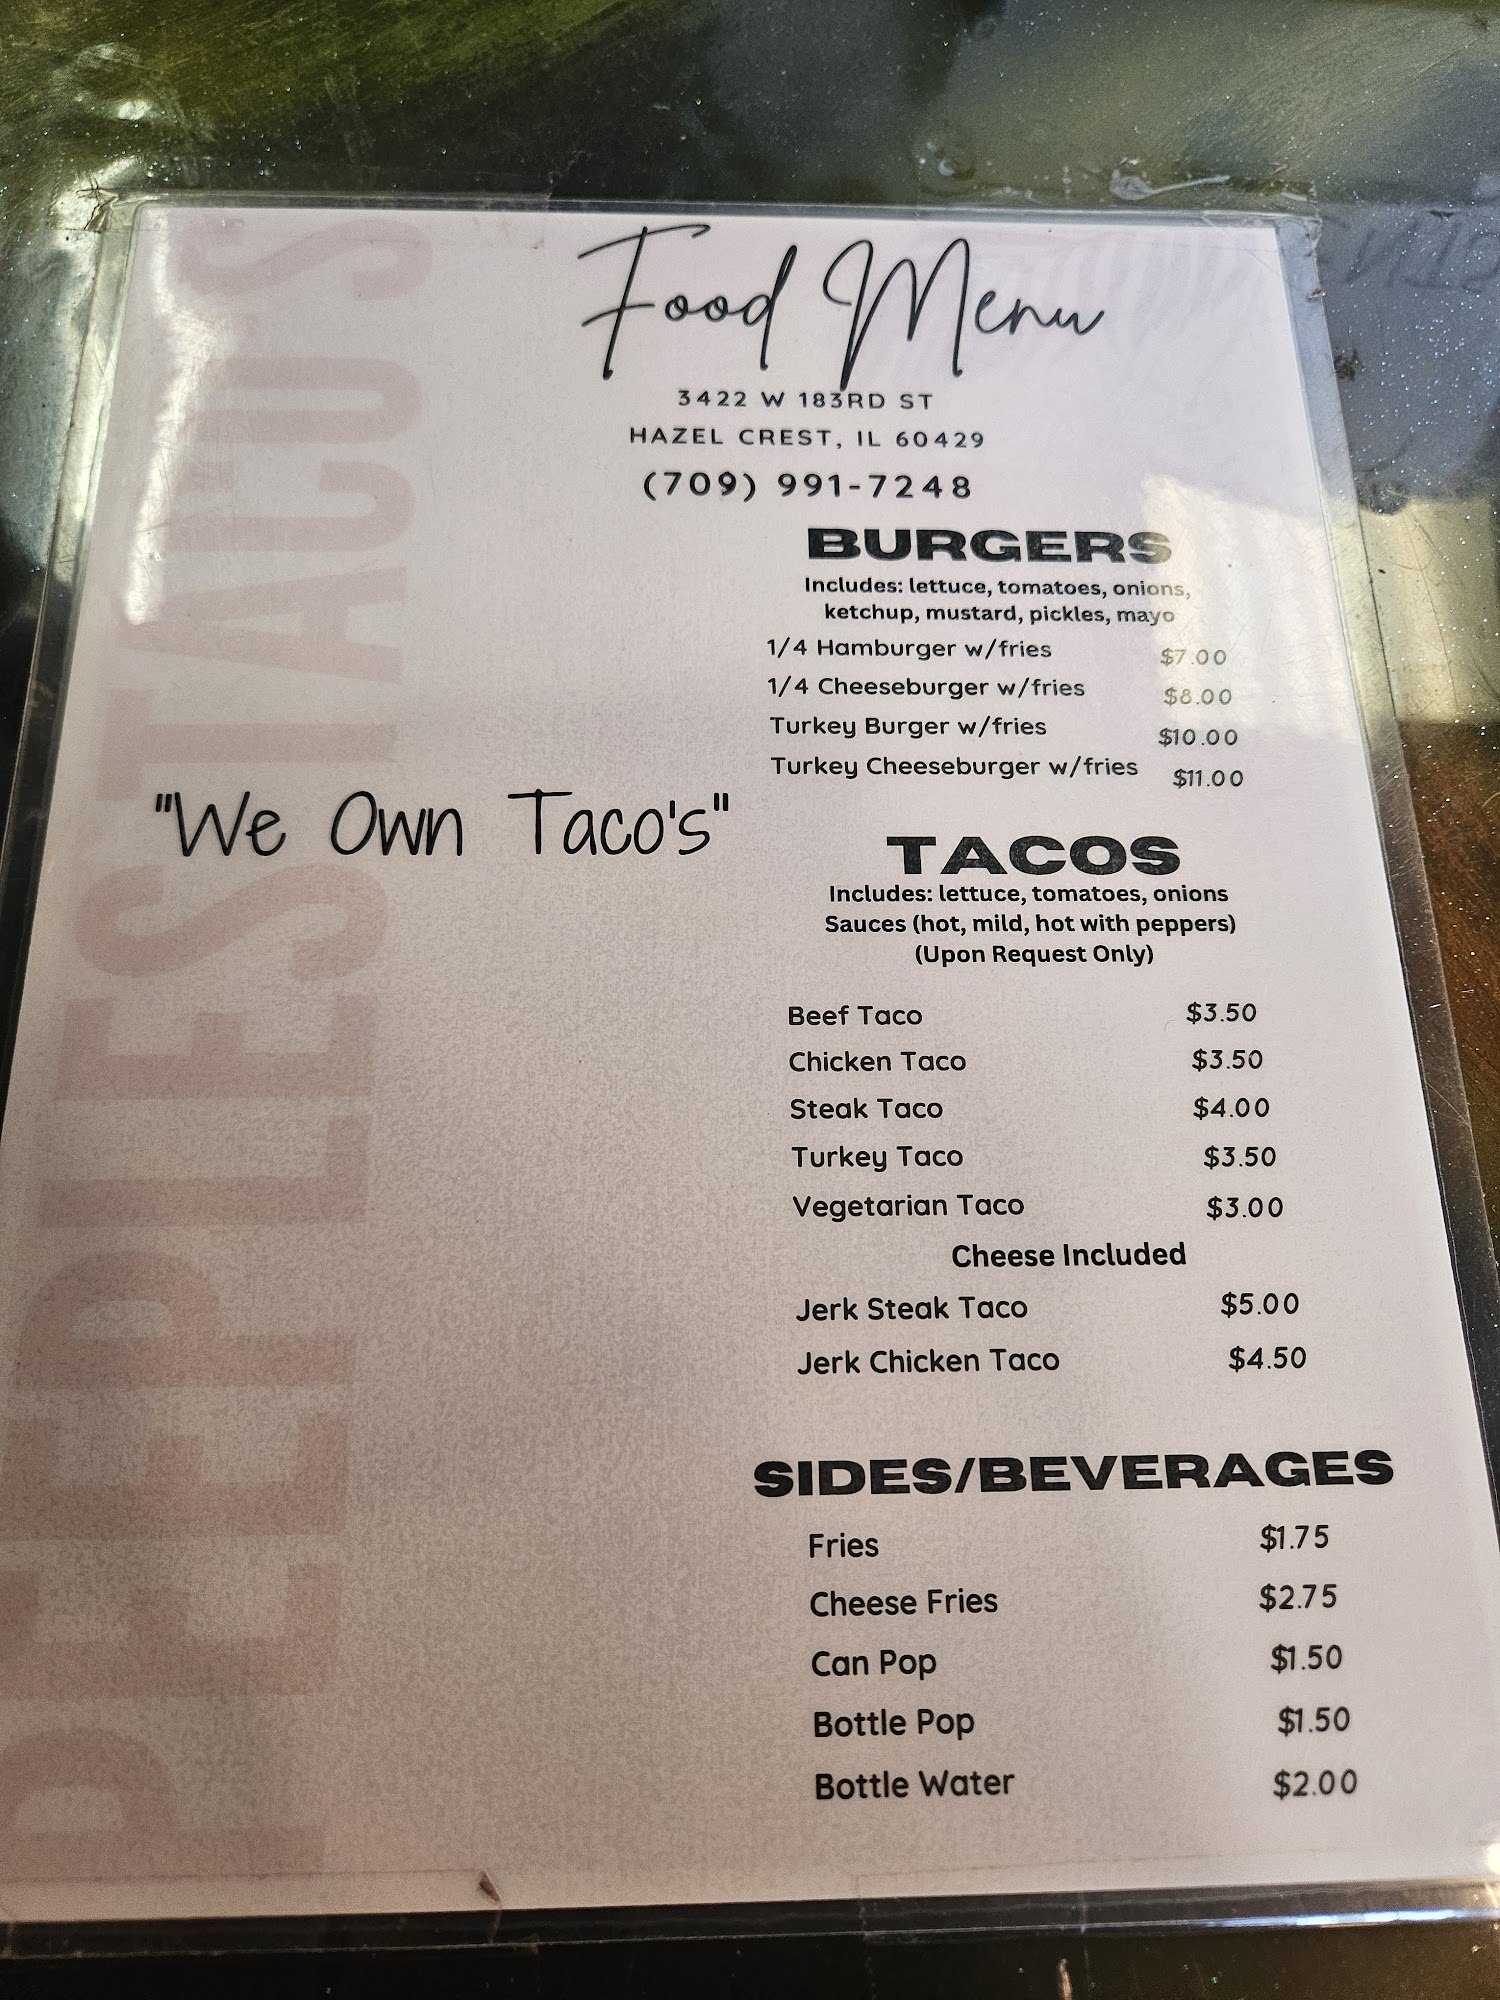 Food Menu
3422 W 183RD ST
HAZEL CREST, IL 60429
(709) 991-7248
BURGERS
Includes: lettuce, tomatoes, onions,
ketchup, mustard, pickles, mayo
1/4 Hamburger w/fries $7.00
1/4 Cheeseburger w/fries $8.00
Turkey Burger w/fries $10.00
Turkey Cheeseburger w/fries $11.00
"We Own Taco's"
TACOS
Includes: lettuce, tomatoes, onions
Sauces (hot, mild, hot with peppers)
(Upon Request Only)
Beef Taco $3.50
Chicken Taco $3.50
Steak Taco $4.00
Turkey Taco $3.50
Vegetarian Taco $3.00
Cheese Included
Jerk Steak Taco $5.00
Jerk Chicken Taco $4.50
SIDES/BEVERAGES
Fries $1.75
Cheese Fries $2.75
Can Pop $1.50
Bottle Pop $1.50
Bottle Water $2.00